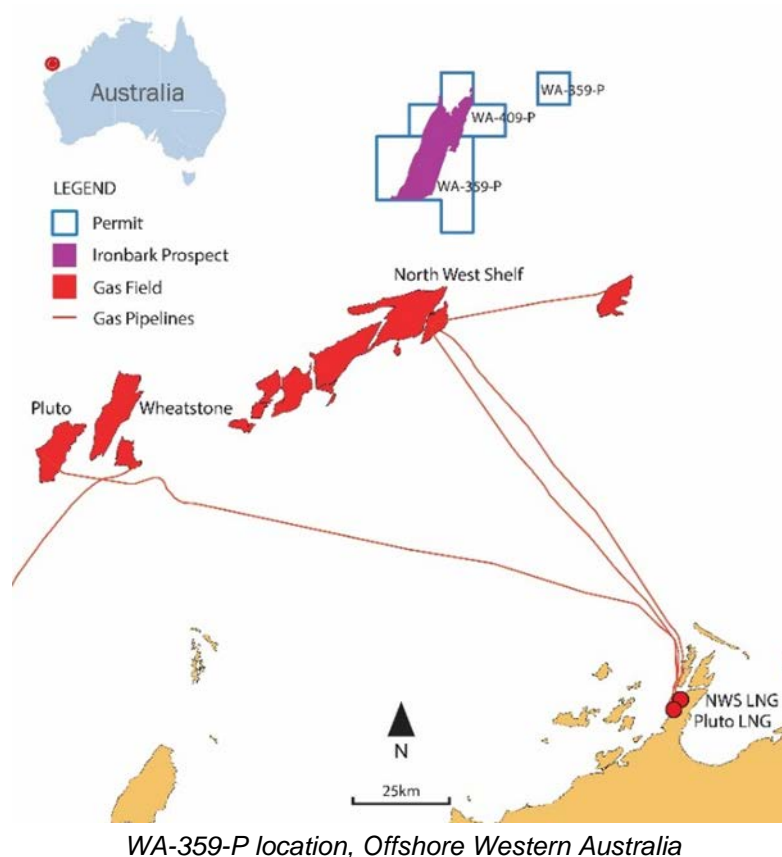 Australia
LEGEND
Permit
Ironbark Prospect
Gas Field
Gas Pipelines
WA-359-P
WA-409-P
WA-359-P
North West Shelf
Pluto
Wheatstone
NWS LNG
Pluto LNG
N
25km
WA-359-P location, Offshore Western Australia